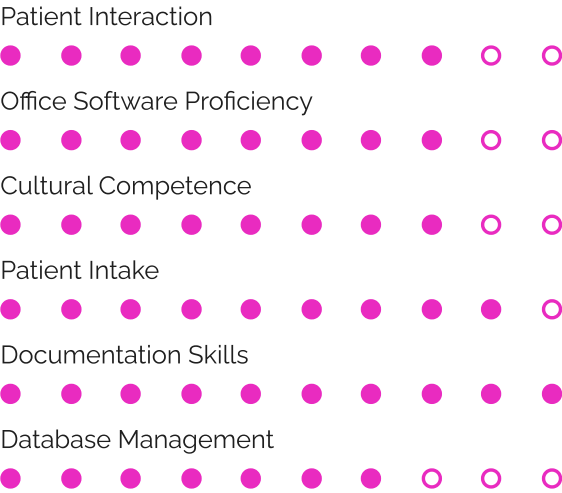 Patient Interaction
Office Software Proficiency
Cultural Competence
Patient Intake
Documentation Skills
Database Management